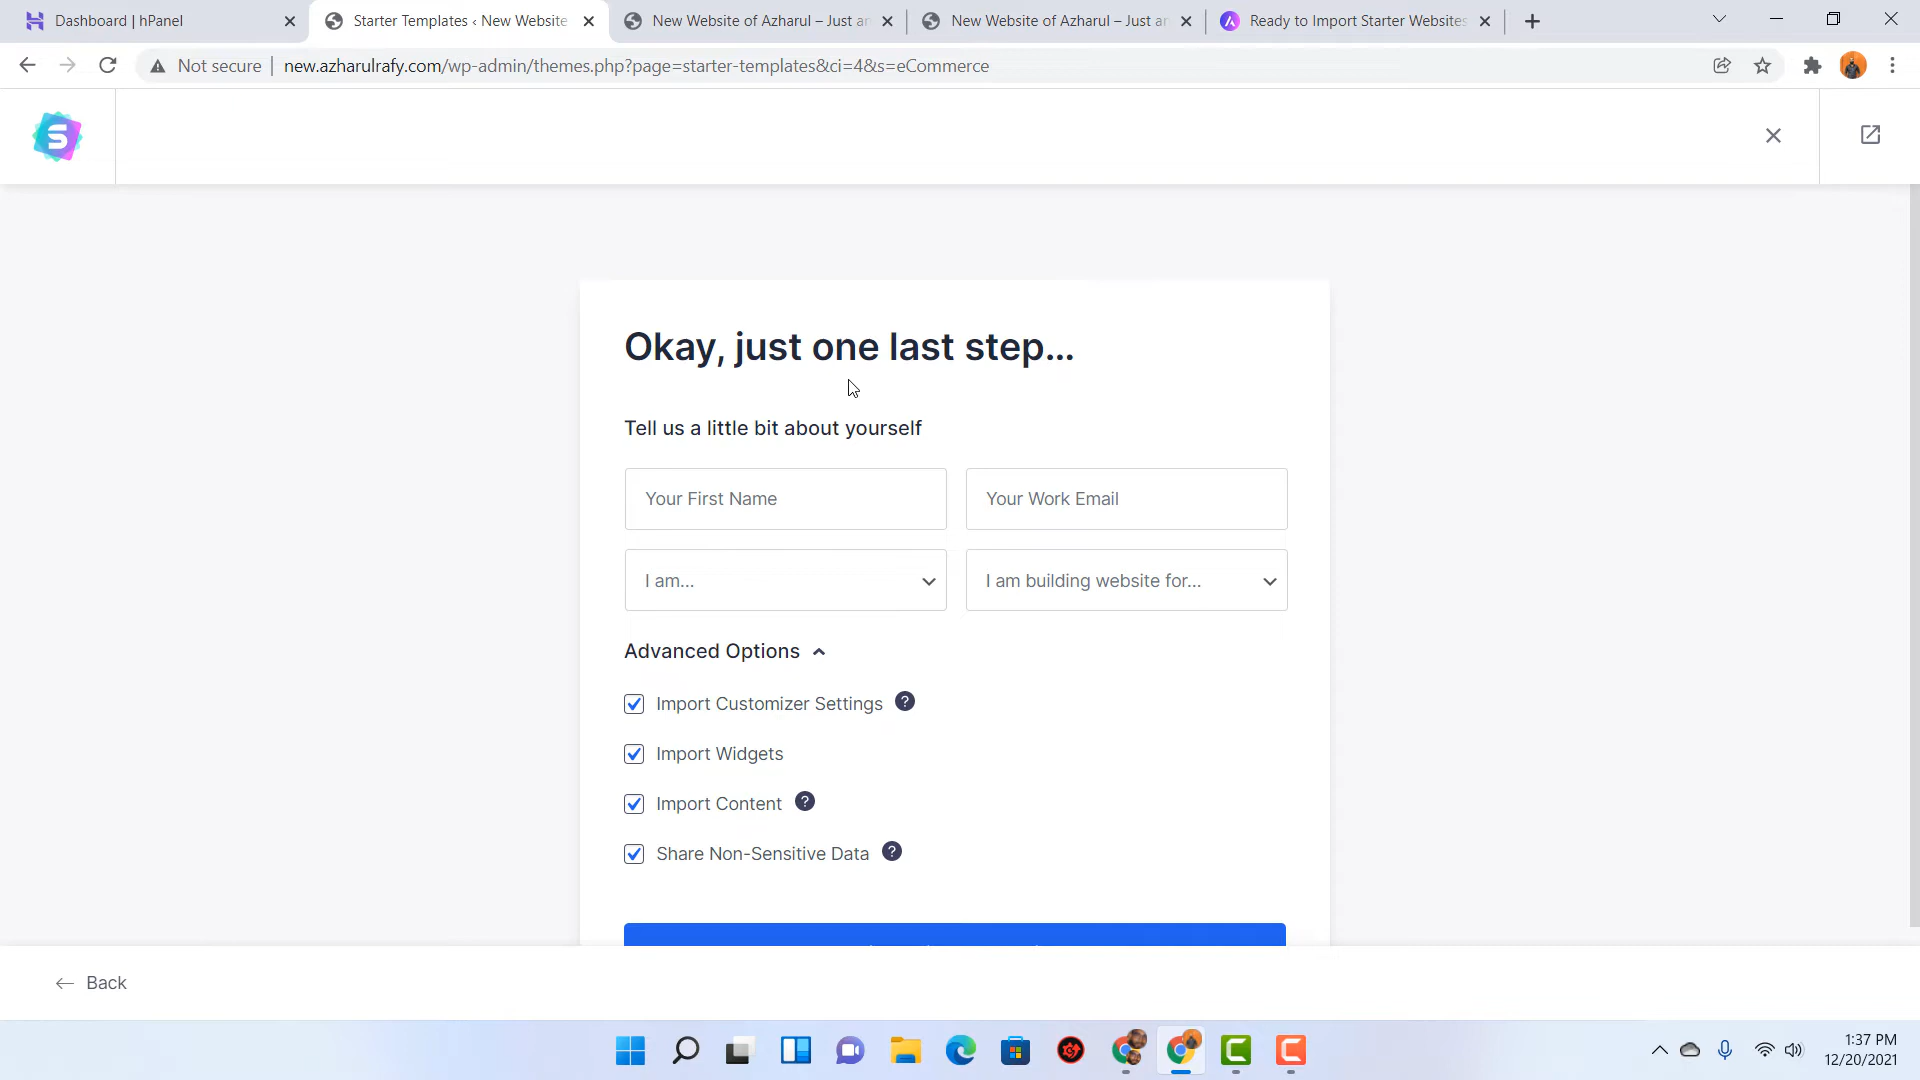 Dashboard | hPanel
Starter Templates ‹ New Website
New Website of Azharul – Just an
New Website of Azharul – Just an
Ready to Import Starter Websites
Not secure
new.azharulrafy.com/wp-admin/themes.php?page=starter-templates&ci=4&s=eCommerce
S
Okay, just one last step...
Tell us a little bit about yourself
Your First Name
Your Work Email
I am...
I am building website for...
Advanced Options
Import Customizer Settings ?
Import Widgets
Import Content ?
Share Non-Sensitive Data ?
← Back
1:37 PM
12/20/2021